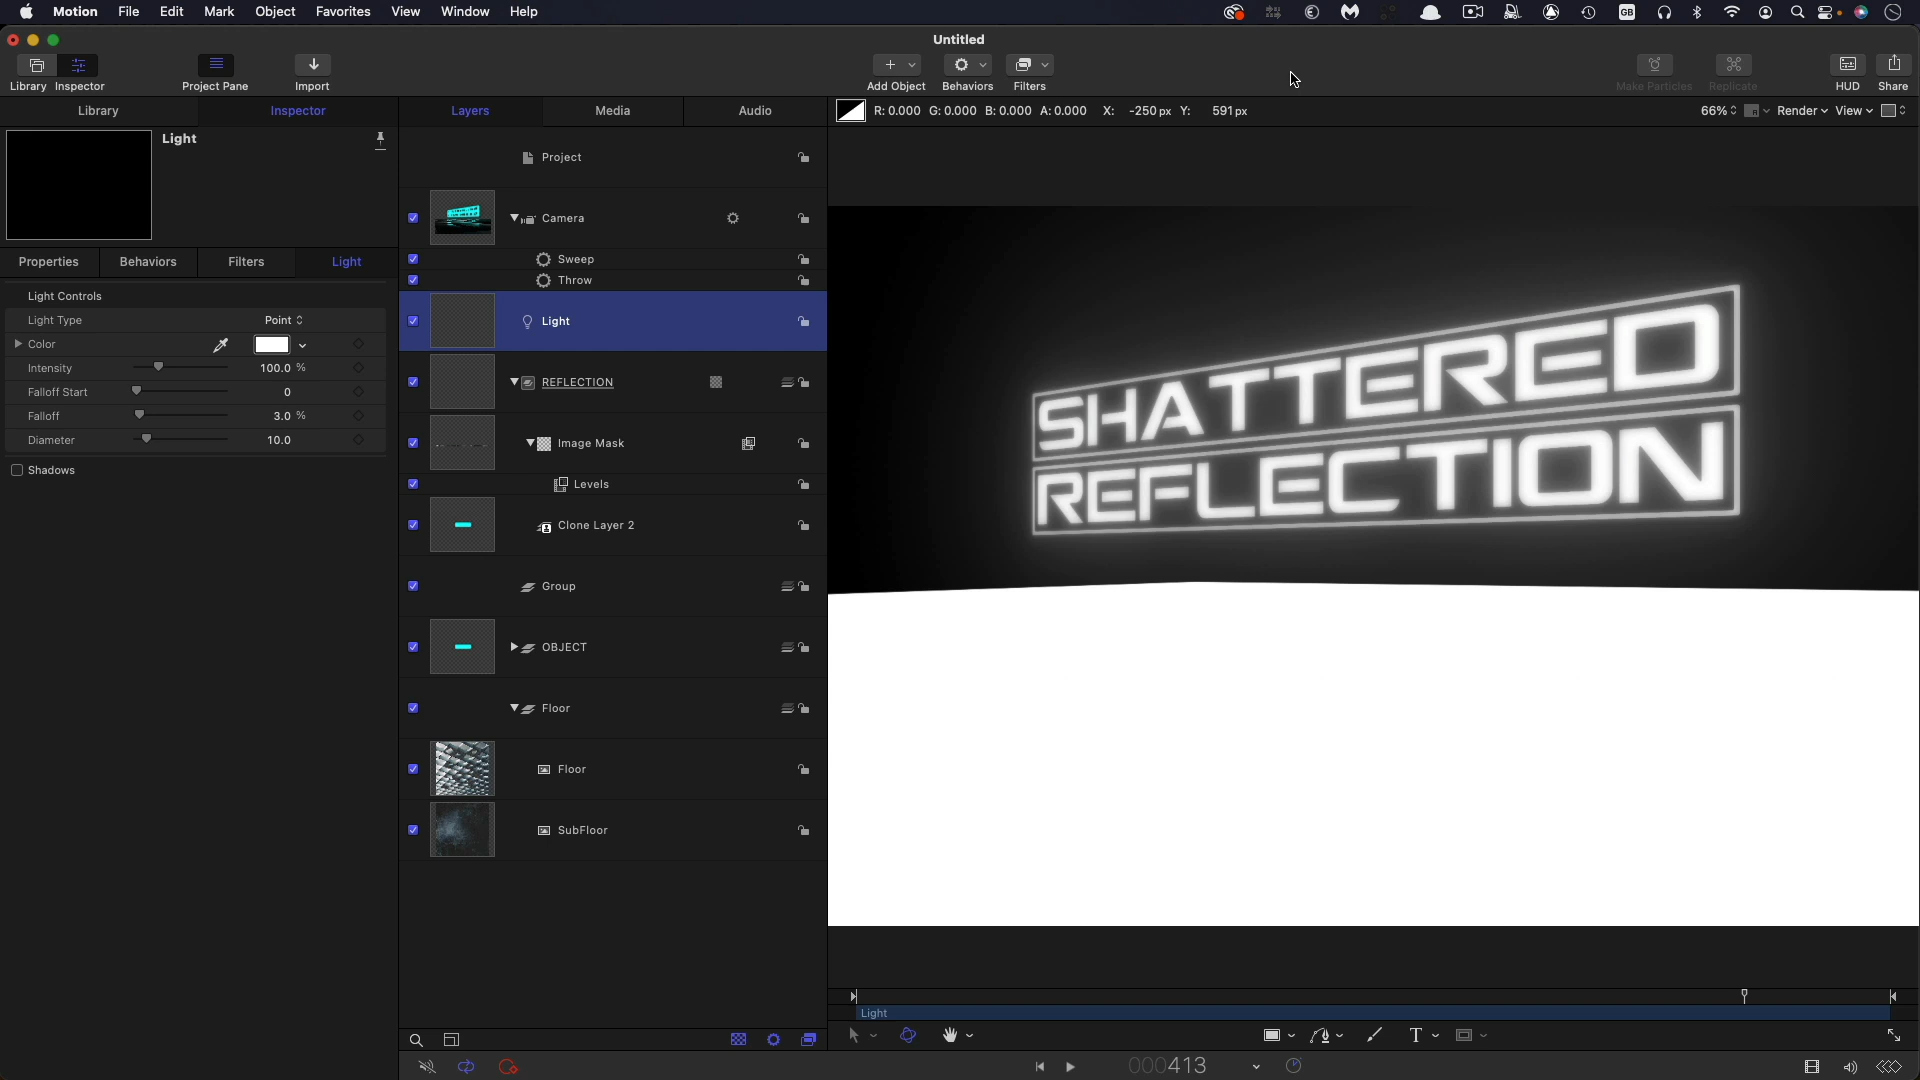 Motion File Edit Mark Object Favorites View Window Help
GB
Untitled
Library Inspector Project Pane Import
Add Object Behaviors Filters
Make Particles Replicate HUD Share
Library Inspector Layers Media Audio
R: 0.000 G: 0.000 B: 0.000 A: 0.000 X: -250 px Y: 591 px
66% Render View
Light
Properties Behaviors Filters Light
Light Controls
Light Type Point
Color
Intensity 100.0 %
Falloff Start 0
Falloff 3.0 %
Diameter 10.0
Shadows
Project
Camera
Sweep
Throw
Light
REFLECTION
Image Mask
Levels
Clone Layer 2
Group
OBJECT
Floor
Floor
SubFloor
SHATTERED
REFLECTION
Light
T
000413